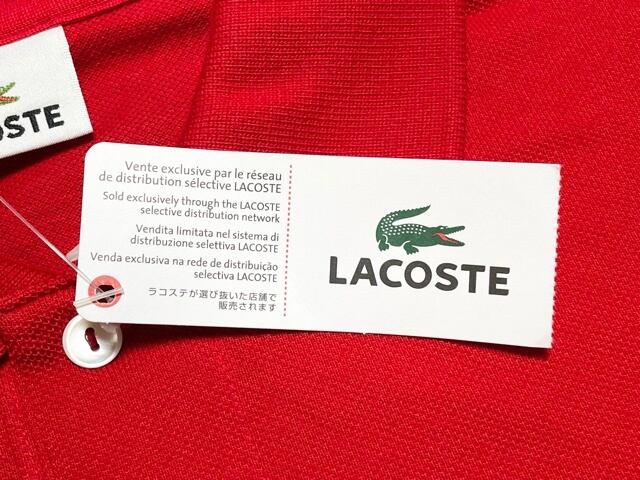 OSTE
Vente exclusive par le réseau
de distribution sélective LACOSTE
Sold exclusively through the LACOSTE
selective distribution network
Vendita limitata nel sistema di
distribuzione selettiva LACOSTE
Venda exclusiva na rede de distribuição
selectiva LACOSTE
ラコステが選び抜いた店舗で
販売されます
LACOSTE